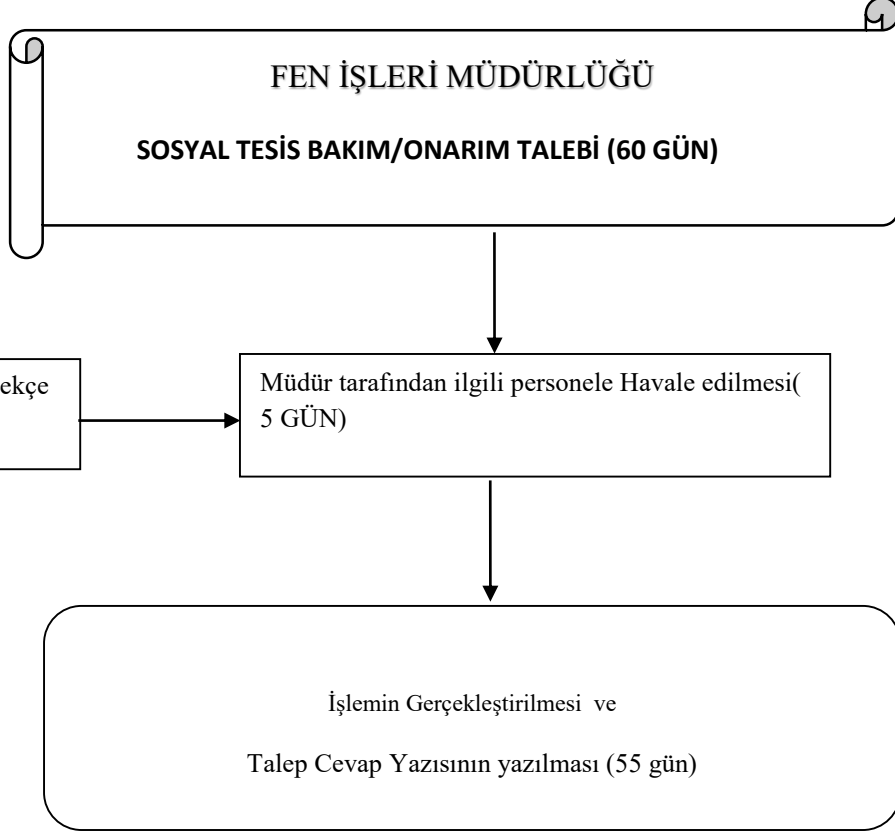 FEN İŞLERİ MÜDÜRLÜĞÜ
SOSYAL TESİS BAKIM/ONARIM TALEBİ (60 GÜN)
ekçe
Müdür tarafından ilgili personele Havale edilmesi(
5 GÜN)
İşlemin Gerçekleştirilmesi ve
Talep Cevap Yazısının yazılması (55 gün)